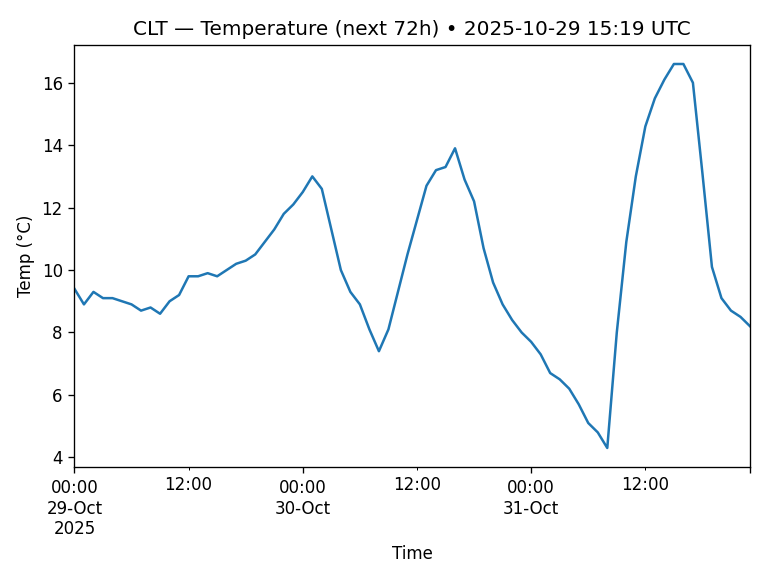 CLT — Temperature (next 72h) • 2025-10-29 15:19 UTC
16
14
12
10
8
6
4
Temp (°C)
00:00 12:00 00:00 12:00 00:00 12:00
29-Oct 30-Oct 31-Oct
2025
Time